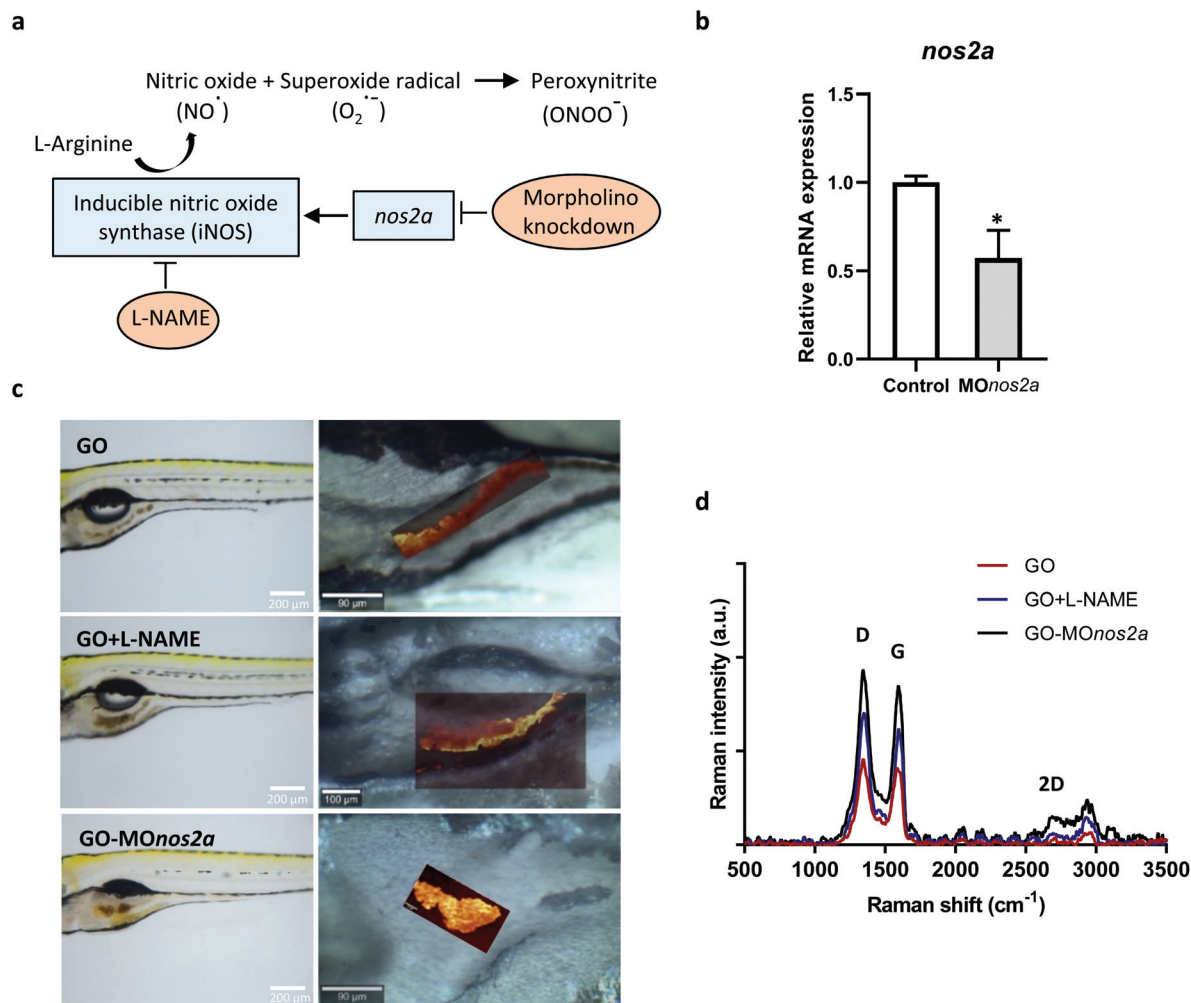 a
Nitric oxide + Superoxide radical → Peroxynitrite
(NO•) (O₂•⁻) (ONOO⁻)
L-Arginine
Inducible nitric oxide
synthase (iNOS)
nos2a
Morpholino
knockdown
L-NAME
b
nos2a
Relative mRNA expression
1.5
1.0
0.5
0.0
*
Control MOnos2a
c
GO
200 µm
90 µm
GO+L-NAME
200 µm
100 µm
GO-MOnos2a
200 µm
90 µm
d
GO
GO+L-NAME
GO-MOnos2a
D
G
2D
Raman intensity (a.u.)
500 1000 1500 2000 2500 3000 3500
Raman shift (cm⁻¹)